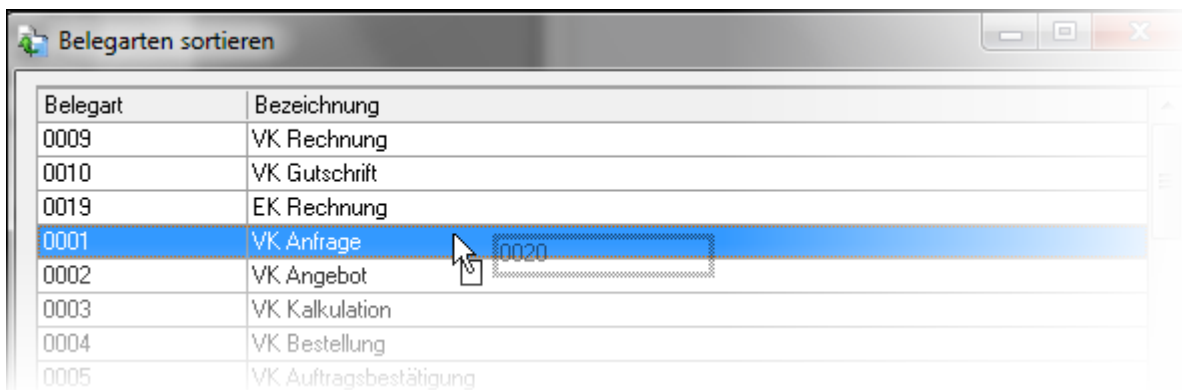 Belegarten sortieren
Belegart Bezeichnung
0009 VK Rechnung
0010 VK Gutschrift
0019 EK Rechnung
0001 VK Anfrage 0020
0002 VK Angebot
0003 VK Kalkulation
0004 VK Bestellung
0005 VK Auftragsbestätigung